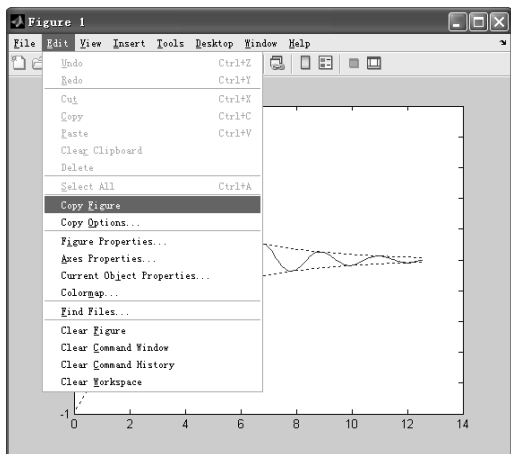 Figure 1
File Edit View Insert Tools Desktop Window Help
Undo Ctrl+Z
Redo Ctrl+Y
Cut Ctrl+X
Copy Ctrl+C
Paste Ctrl+V
Clear Clipboard
Delete
Select All Ctrl+A
Copy Figure
Copy Options...
Figure Properties...
Axes Properties...
Current Object Properties...
Colormap...
Find Files...
Clear Figure
Clear Command Window
Clear Command History
Clear Workspace
-1
0 2 4 6 8 10 12 14